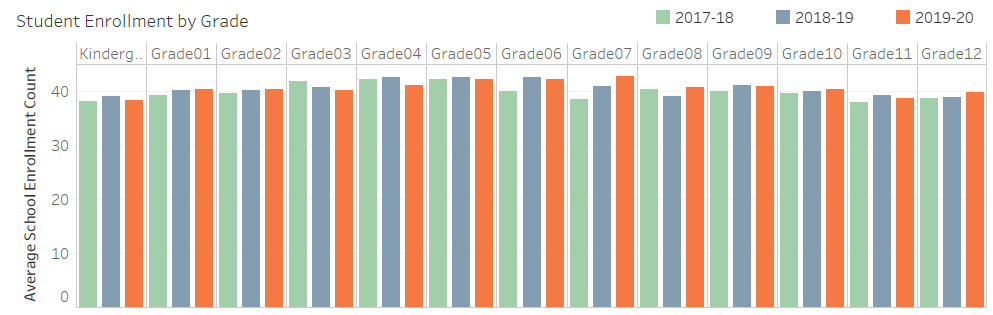 Student Enrollment by Grade
2017-18 2018-19 2019-20
Kinderg.. Grade01 Grade02 Grade03 Grade04 Grade05 Grade06 Grade07 Grade08 Grade09 Grade10 Grade11 Grade12
Average School Enrollment Count
40
30
20
10
0